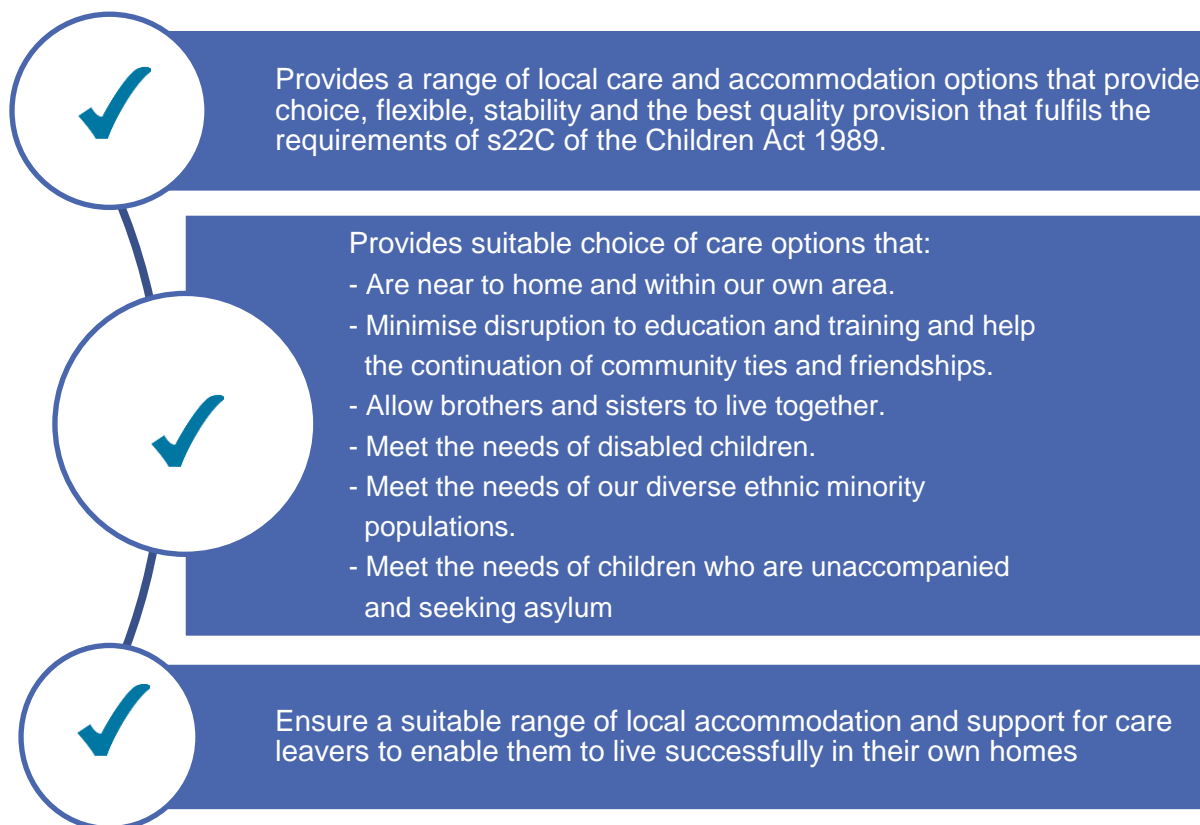 Provides a range of local care and accommodation options that provide
choice, flexible, stability and the best quality provision that fulfils the
requirements of s22C of the Children Act 1989.
Provides suitable choice of care options that:
- Are near to home and within our own area.
- Minimise disruption to education and training and help
the continuation of community ties and friendships.
- Allow brothers and sisters to live together.
- Meet the needs of disabled children.
- Meet the needs of our diverse ethnic minority
populations.
- Meet the needs of children who are unaccompanied
and seeking asylum
Ensure a suitable range of local accommodation and support for care
leavers to enable them to live successfully in their own homes